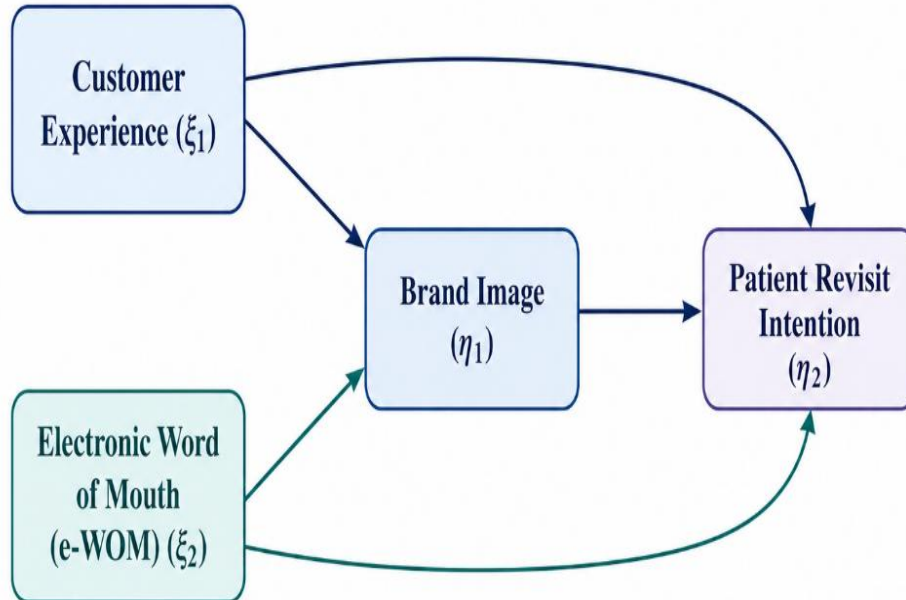 Customer
Experience (ξ₁)
Brand Image
(η₁)
Patient Revisit
Intention
(η₂)
Electronic Word
of Mouth
(e-WOM) (ξ₂)